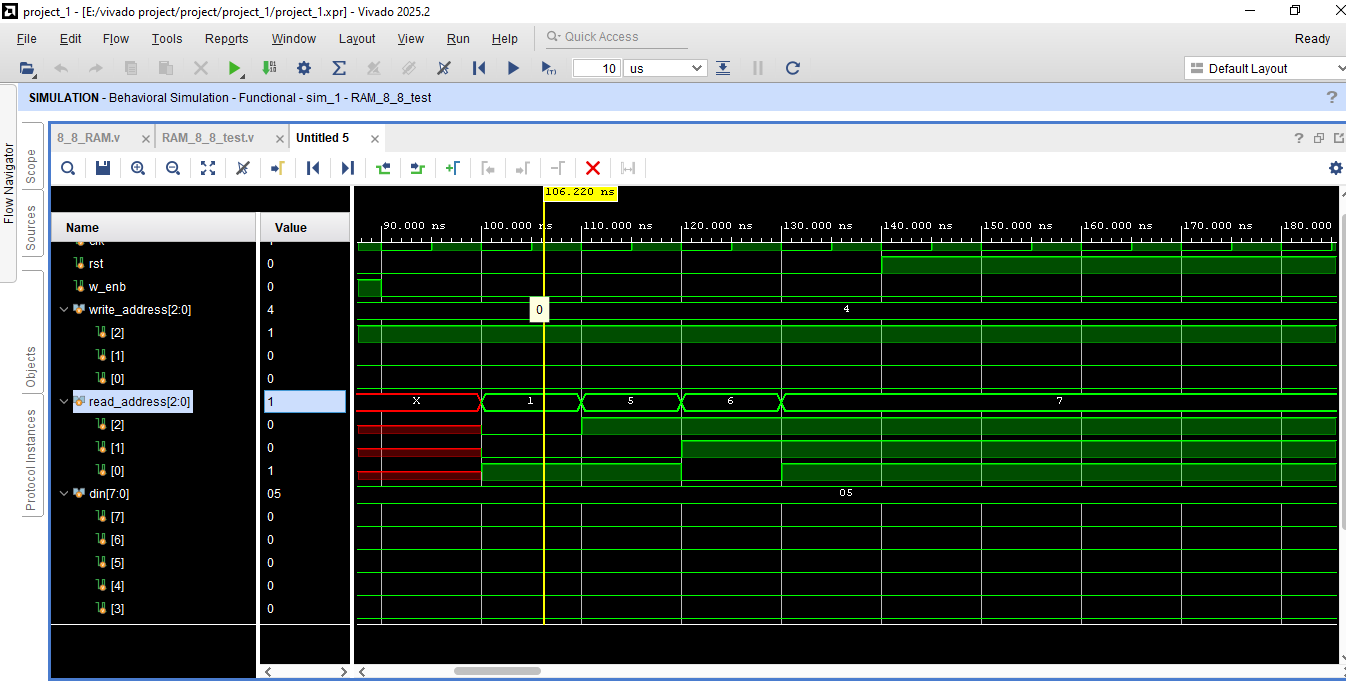 project_1 - [E:/vivado project/project/project_1/project_1.xpr] - Vivado 2025.2
File Edit Flow Tools Reports Window Layout View Run Help Quick Access Ready
10 us Default Layout
SIMULATION - Behavioral Simulation - Functional - sim_1 - RAM_8_8_test ?
Flow Navigator
Scope
Sources
Objects
Protocol Instances
8_8_RAM.v RAM_8_8_test.v Untitled 5 ?
106.220 ns
Name Value
90.000 ns 100.000 ns 110.000 ns 120.000 ns 130.000 ns 140.000 ns 150.000 ns 160.000 ns 170.000 ns 180.000
rst 0
w_enb 0
write_address[2:0] 4 0 4
[2] 1
[1] 0
[0] 0
read_address[2:0] 1 X 1 5 6 7
[2] 0
[1] 0
[0] 1
din[7:0] 05 05
[7] 0
[6] 0
[5] 0
[4] 0
[3] 0